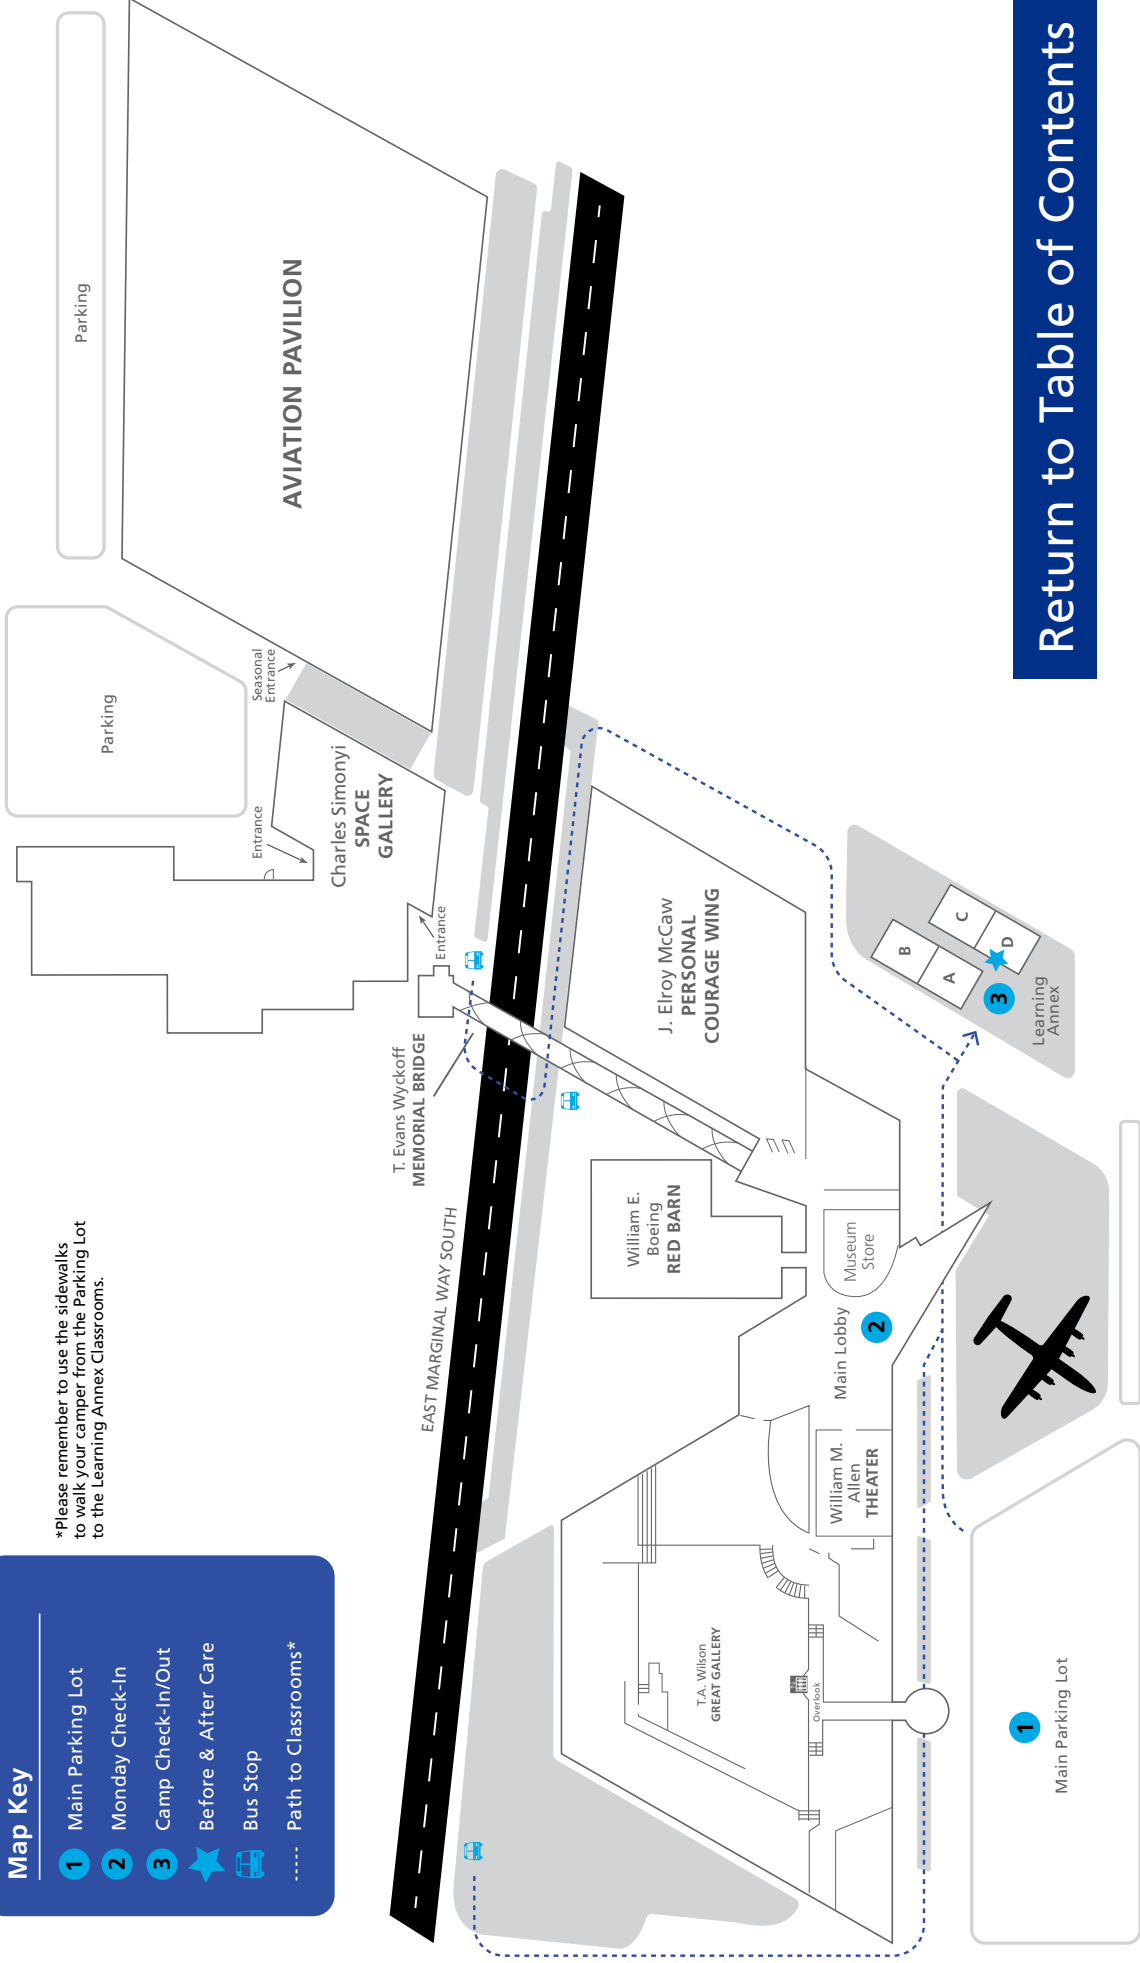 Map Key
1 Main Parking Lot
2 Monday Check-In
3 Camp Check-In/Out
Before & After Care
Bus Stop
Path to Classrooms*
*Please remember to use the sidewalks
to walk your camper from the Parking Lot
to the Learning Annex Classrooms.
Parking
Parking
AVIATION PAVILION
Seasonal
Entrance
Entrance
Charles Simonyi
SPACE
GALLERY
Entrance
T. Evans Wyckoff
MEMORIAL BRIDGE
EAST MARGINAL WAY SOUTH
J. Elroy McCaw
PERSONAL
COURAGE WING
William E.
Boeing
RED BARN
Museum
Store
Main Lobby
2
William M.
Allen
THEATER
T.A. Wilson
GREAT GALLERY
Overlook
B
C
A
D
3
Learning
Annex
1
Main Parking Lot
Return to Table of Contents